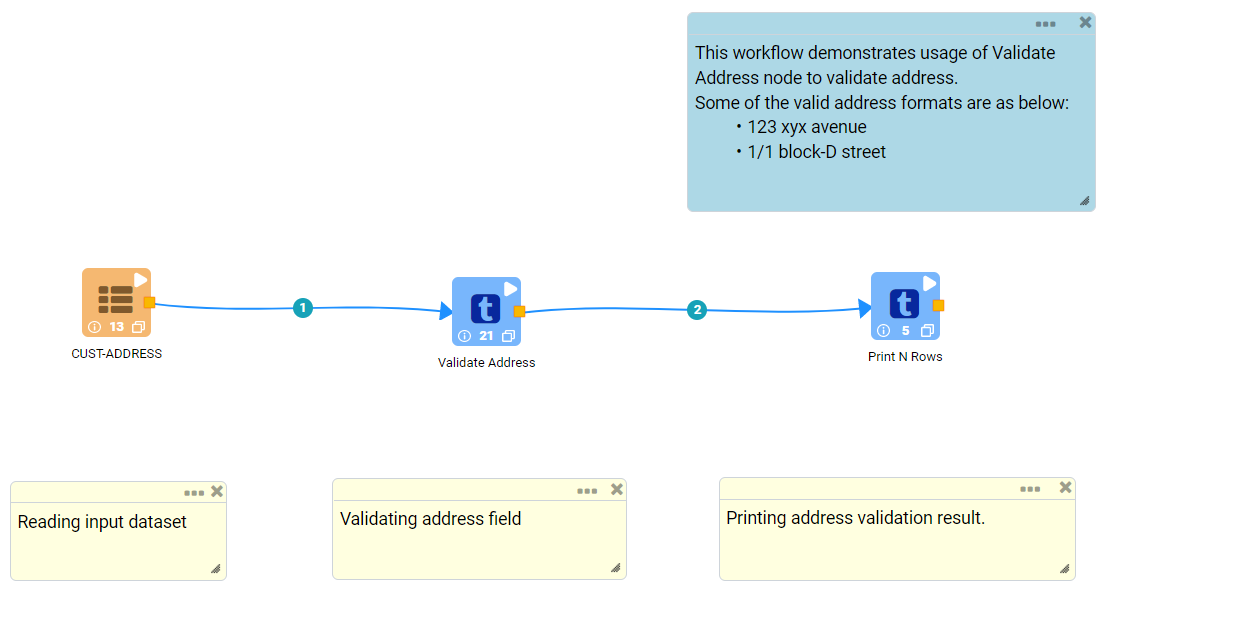 This workflow demonstrates usage of Validate
Address node to validate address.
Some of the valid address formats are as below:
• 123 xyx avenue
• 1/1 block-D street
1
2
t
t
13
21
5
CUST-ADDRESS
Validate Address
Print N Rows
Reading input dataset
Validating address field
Printing address validation result.